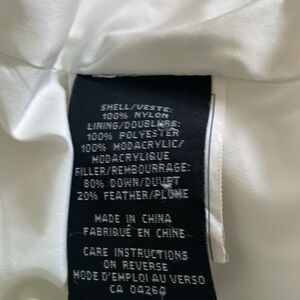 SHELL/VESTE:
100% NYLON
LINING/DOUBLURE:
100% POLYESTER
100% MODACRYLIC/
MODACRYLIQUE
FILLER/REMBOURRAGE:
80% DOWN/DUVET
20% FEATHER/PLUME
MADE IN CHINA
FABRIQUÉ EN CHINE
CARE INSTRUCTIONS
ON REVERSE
MODE D'EMPLOI AU VERSO
CA 04260